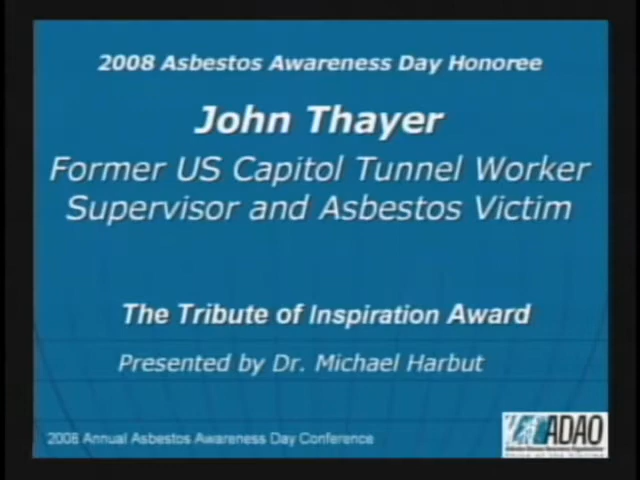 2008 Asbestos Awareness Day Honoree
John Thayer
Former US Capitol Tunnel Worker
Supervisor and Asbestos Victim
The Tribute of Inspiration Award
Presented by Dr. Michael Harbut
2008 Annual Asbestos Awareness Day Conference
ADAO